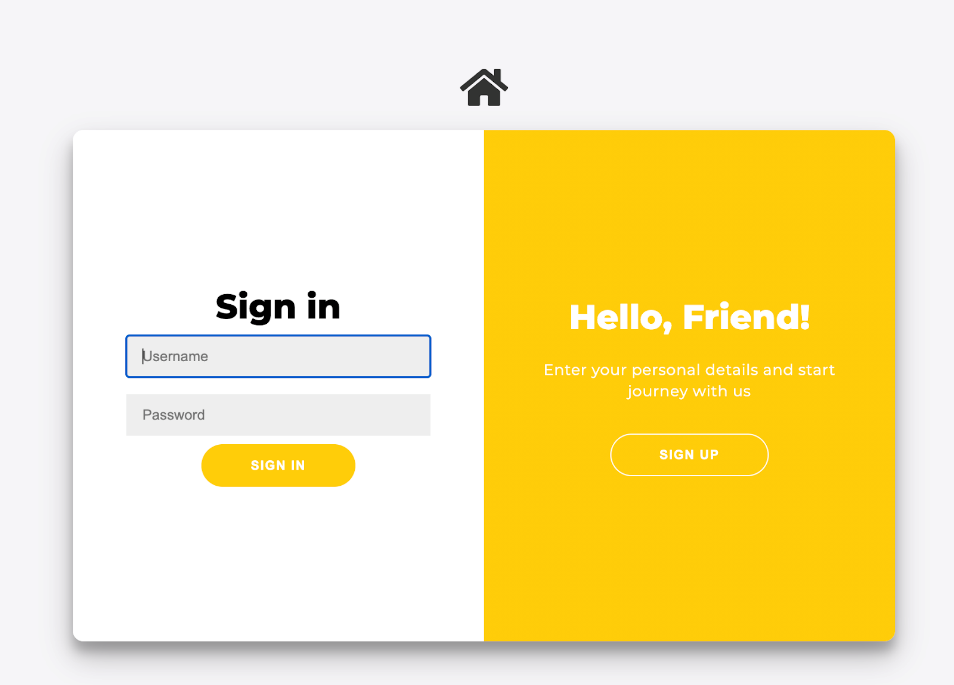 Sign in
Username
Password
SIGN IN
Hello, Friend!
Enter your personal details and start
journey with us
SIGN UP